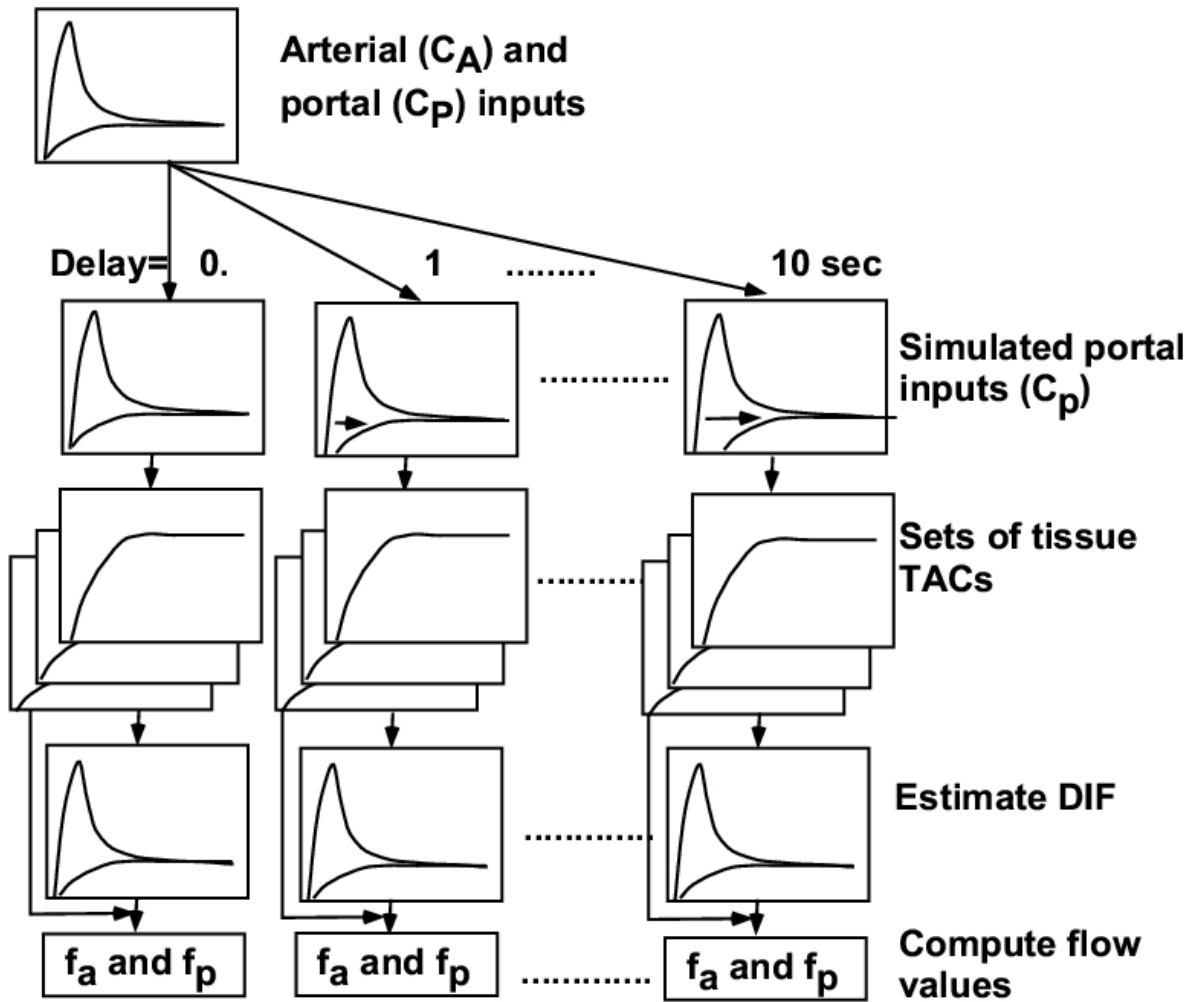 Arterial (CA) and
portal (CP) inputs
Delay= 0. 1 ......... 10 sec
Simulated portal
inputs (Cp)
.............
Sets of tissue
TACs
...........
Estimate DIF
.............
fa and fp fa and fp ............. fa and fp
Compute flow
values